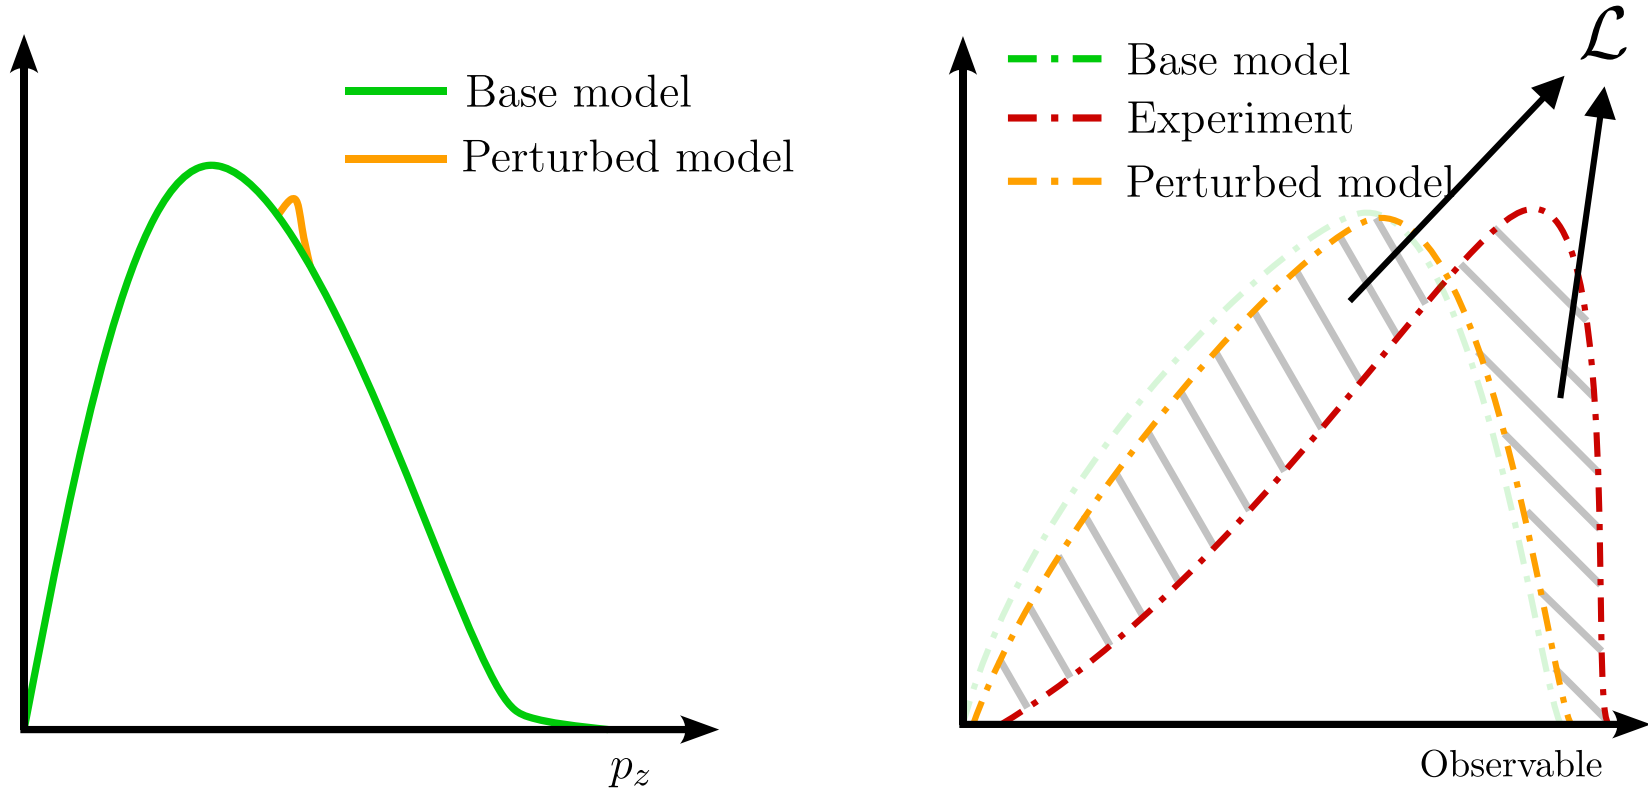 Base model
Perturbed model
p_z
ℒ
Base model
Experiment
Perturbed model
Observable